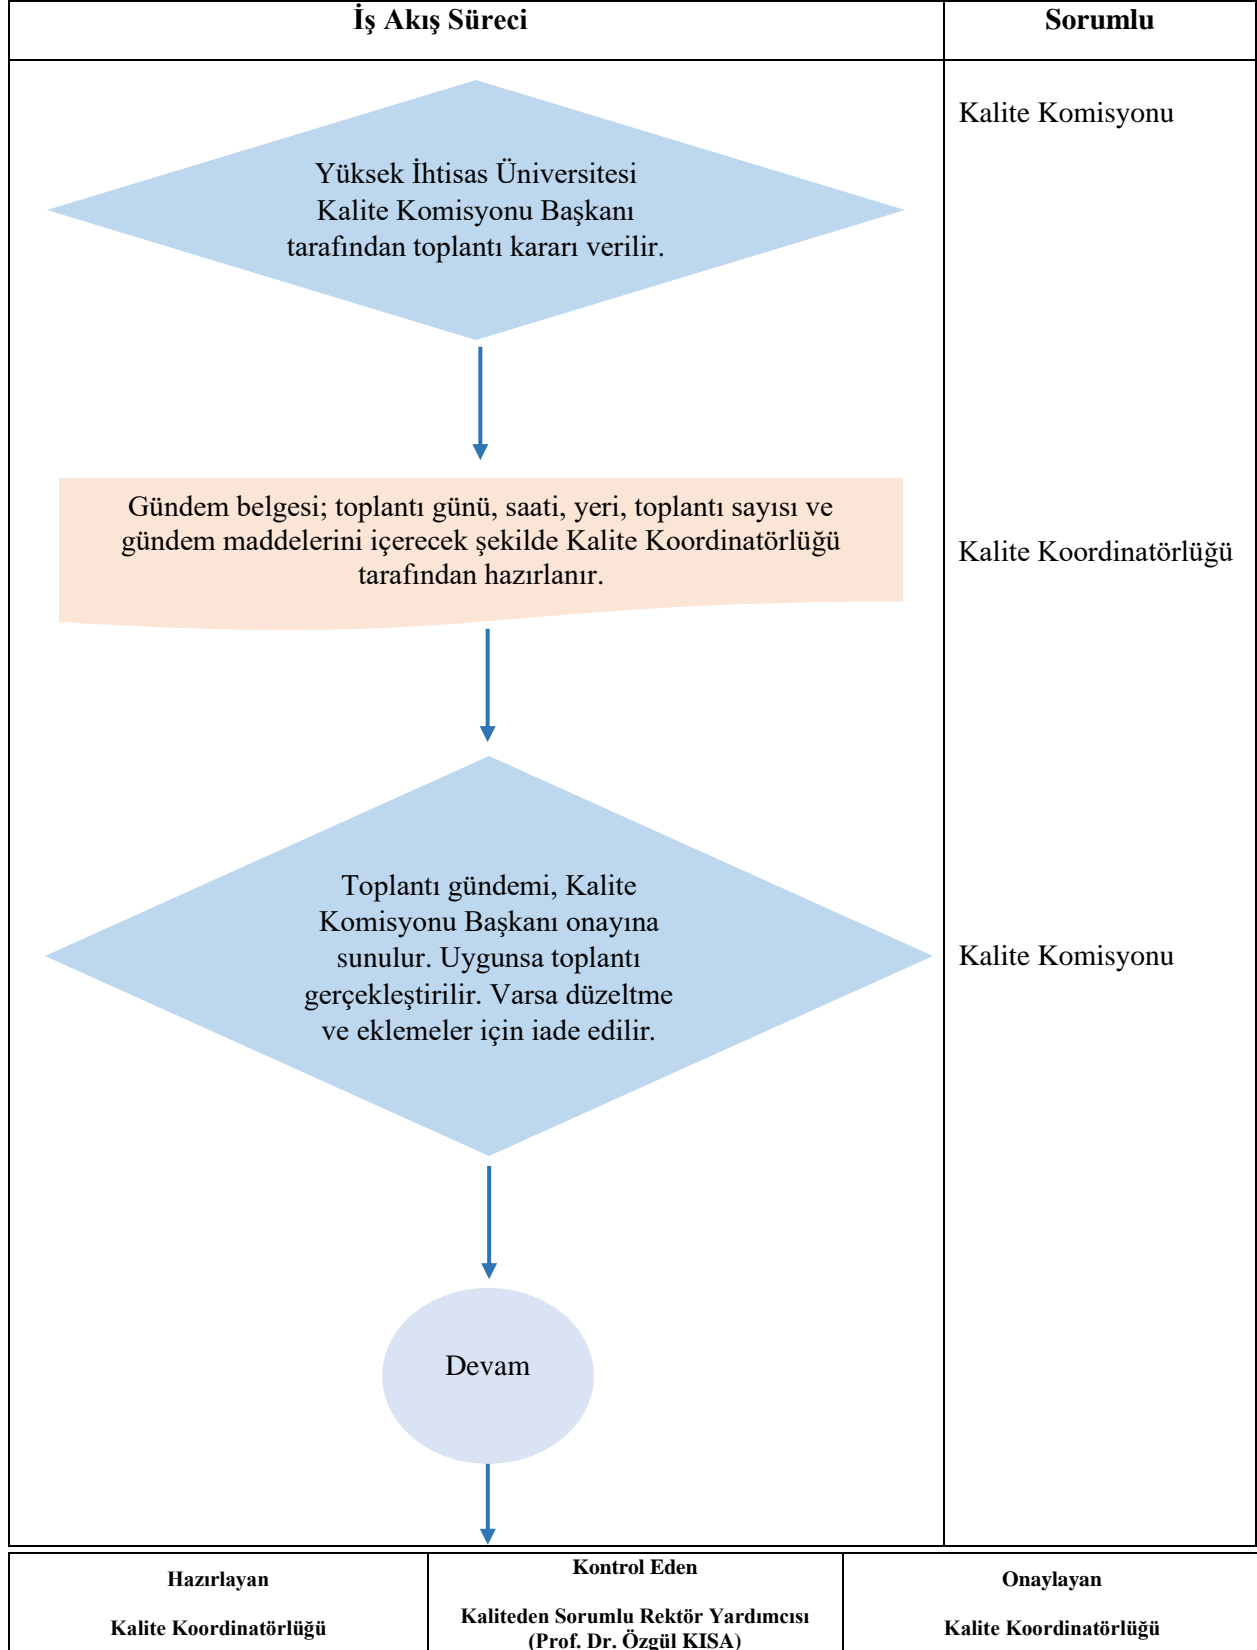 İş Akış Süreci
Sorumlu
Yüksek İhtisas Üniversitesi
Kalite Komisyonu Başkanı
tarafından toplantı kararı verilir.
Kalite Komisyonu
Gündem belgesi; toplantı günü, saati, yeri, toplantı sayısı ve
gündem maddelerini içerecek şekilde Kalite Koordinatörlüğü
tarafından hazırlanır.
Kalite Koordinatörlüğü
Toplantı gündemi, Kalite
Komisyonu Başkanı onayına
sunulur. Uygunsa toplantı
gerçekleştirilir. Varsa düzeltme
ve eklemeler için iade edilir.
Kalite Komisyonu
Devam
Hazırlayan
Kalite Koordinatörlüğü
Kontrol Eden
Kaliteden Sorumlu Rektör Yardımcısı
(Prof. Dr. Özgül KISA)
Onaylayan
Kalite Koordinatörlüğü